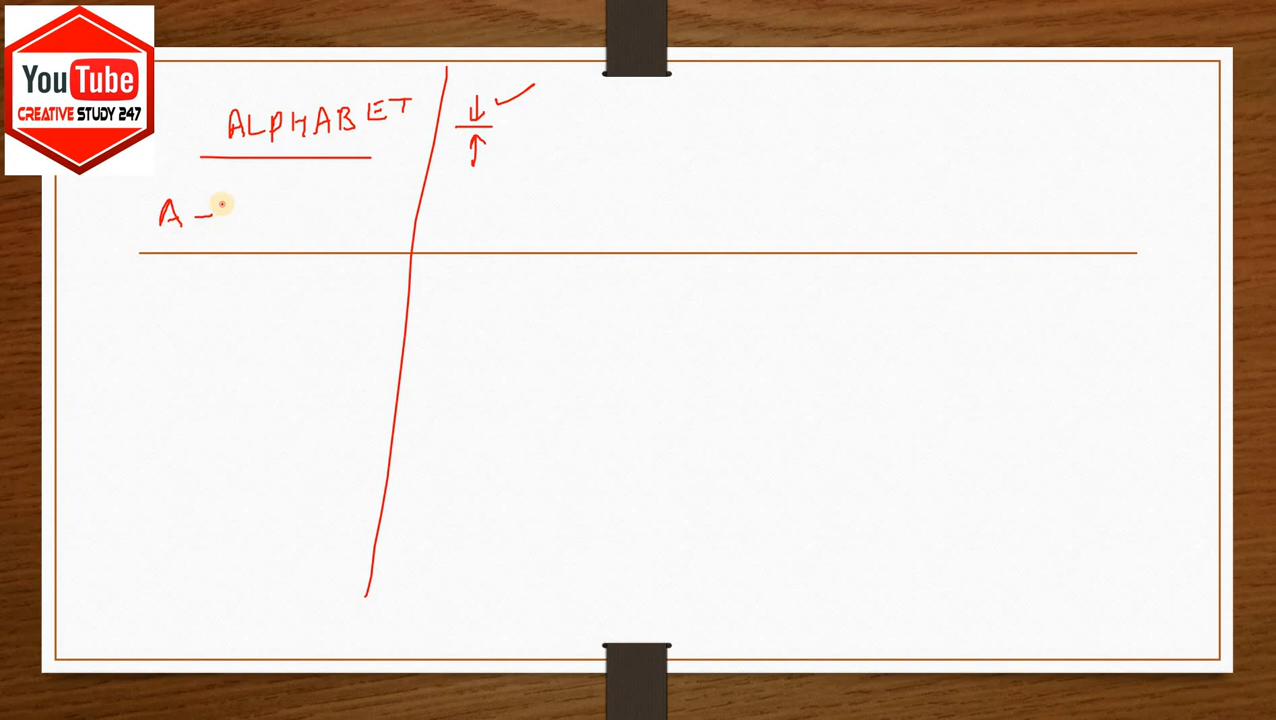 YouTube
CREATIVE STUDY 247
ALPHABET
↓ ✓
↑
A –